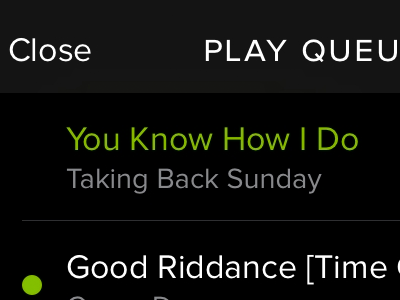 Close PLAY QUEU
You Know How I Do
Taking Back Sunday
Good Riddance [Time